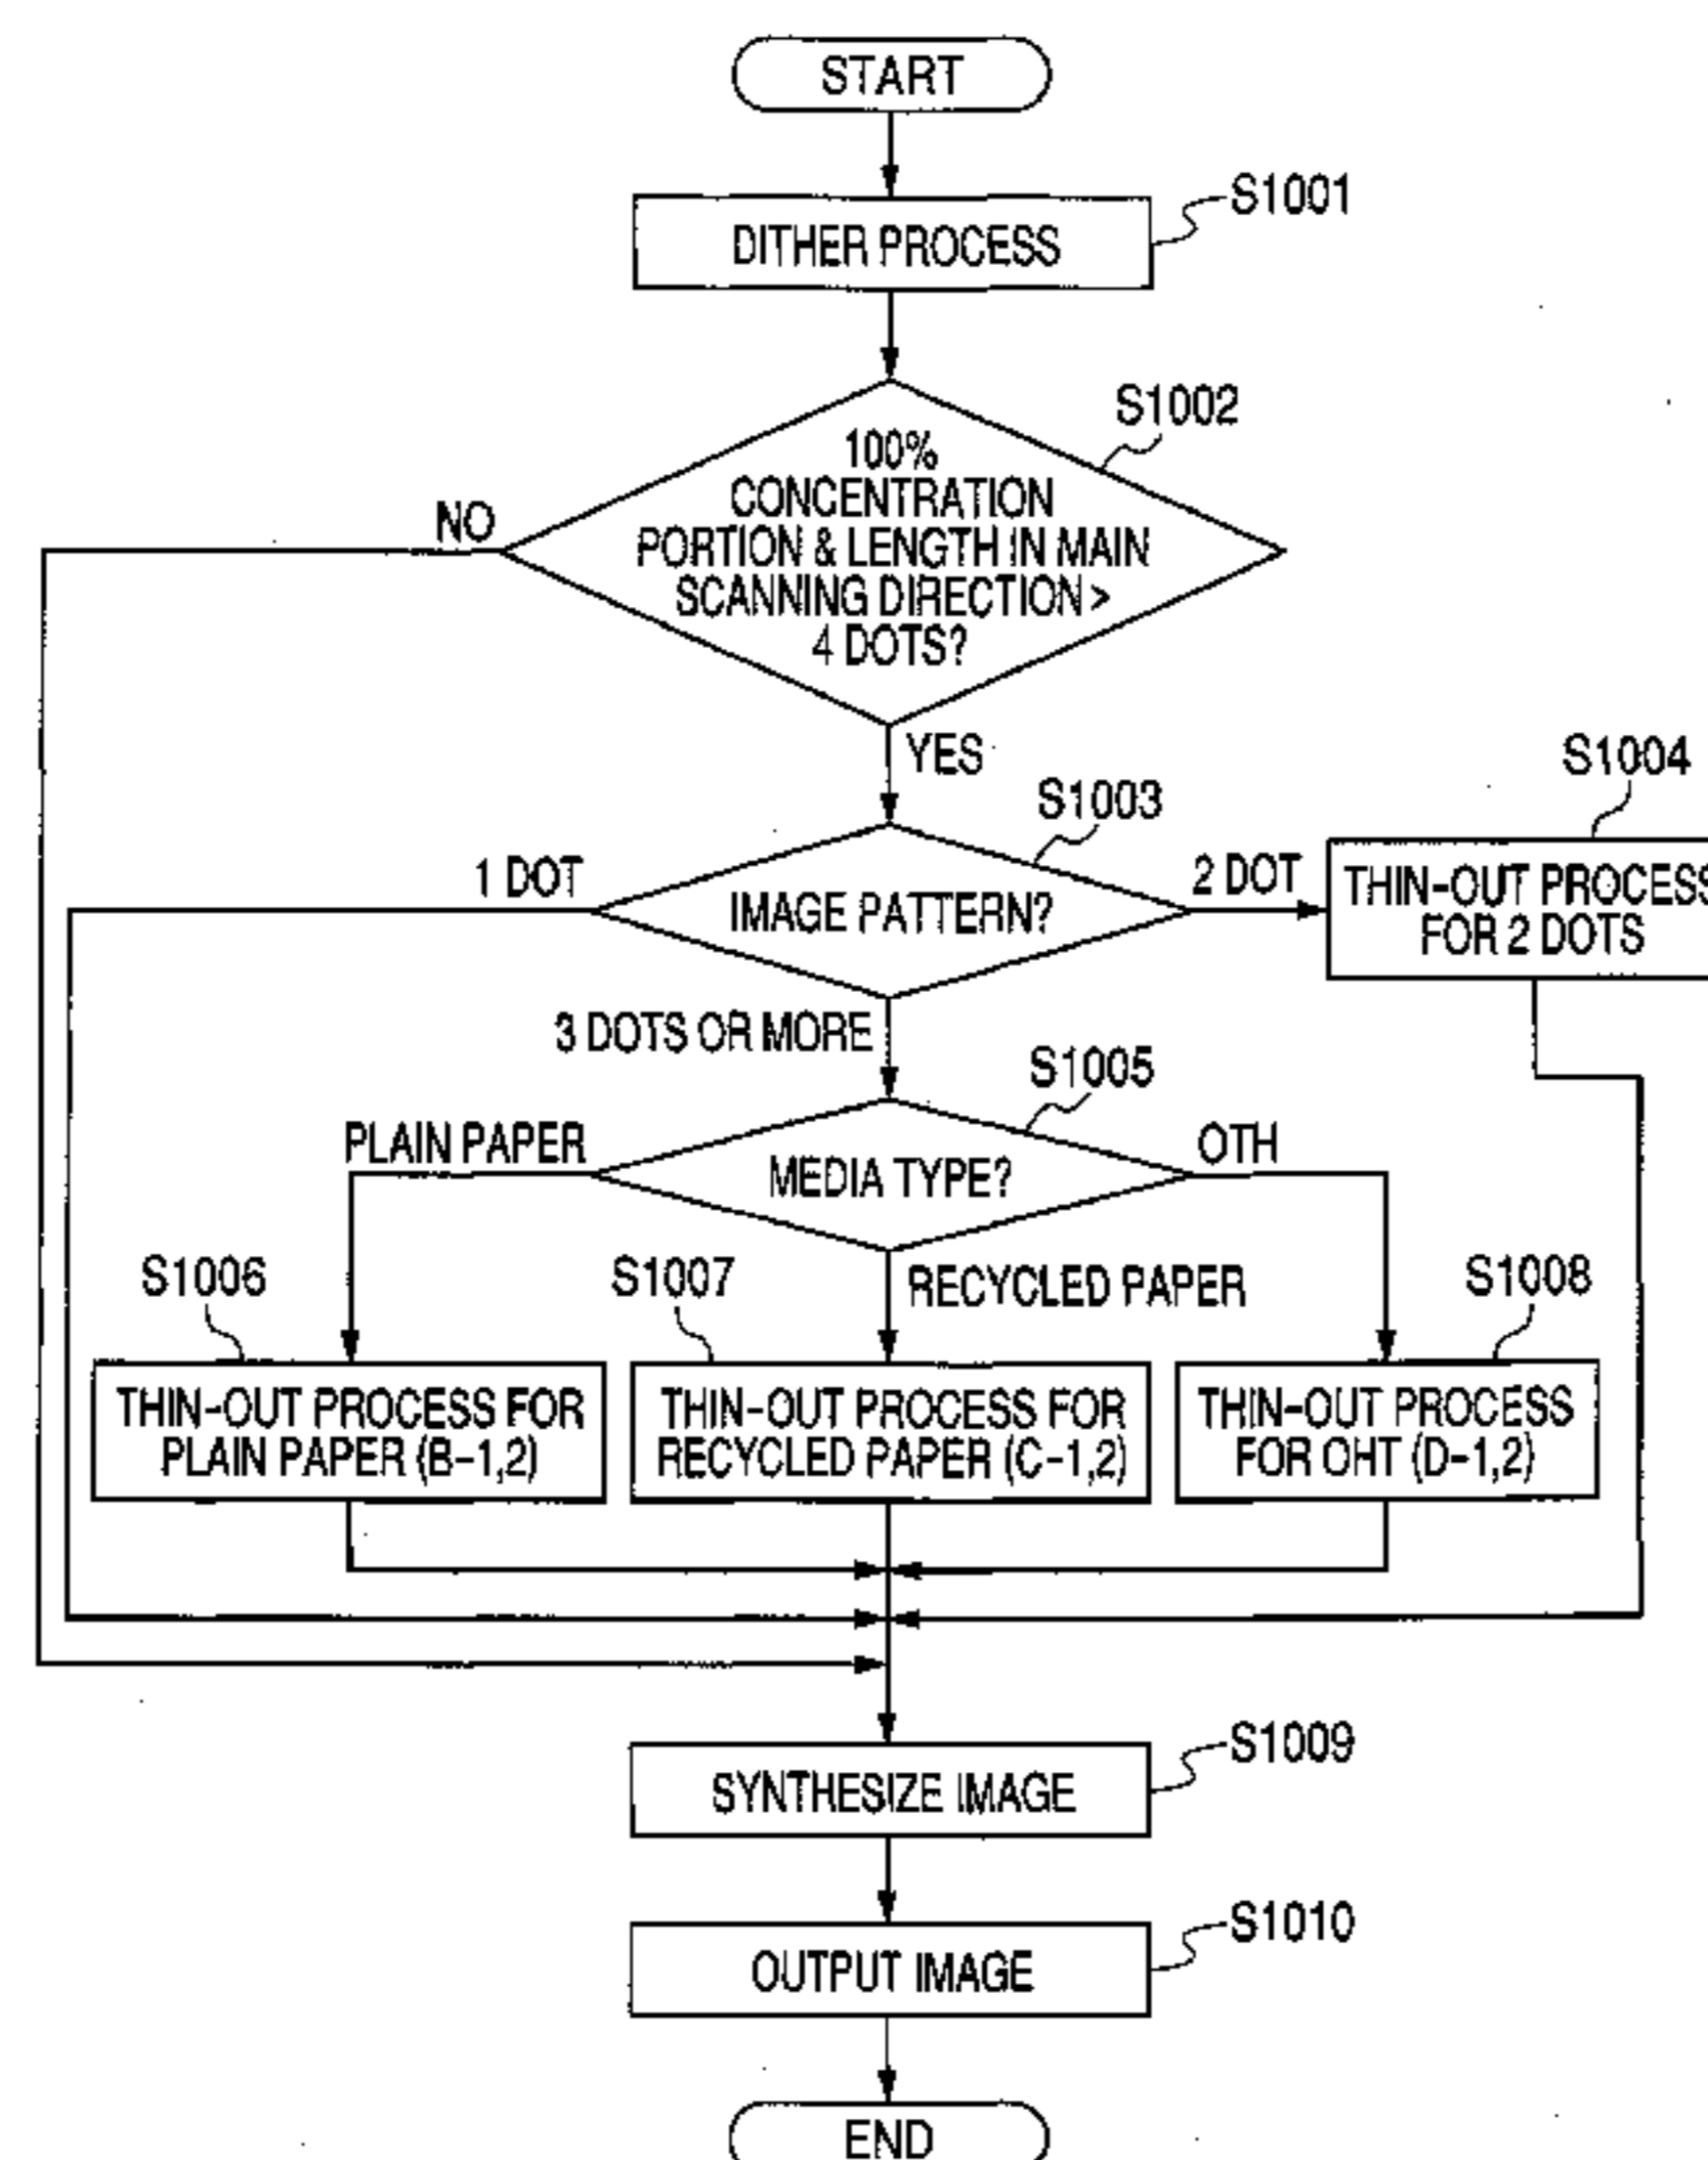 START
S1001
DITHER PROCESS
S1002
100%
CONCENTRATION
PORTION & LENGTH IN MAIN
SCANNING DIRECTION >
4 DOTS?
NO
YES
S1003
S1004
1 DOT
IMAGE PATTERN?
2 DOT
THIN-OUT PROCESS
FOR 2 DOTS
3 DOTS OR MORE
S1005
PLAIN PAPER
MEDIA TYPE?
OTH
S1006
S1007
RECYCLED PAPER
S1008
THIN-OUT PROCESS FOR
PLAIN PAPER (B-1,2)
THIN-OUT PROCESS FOR
RECYCLED PAPER (C-1,2)
THIN-OUT PROCESS
FOR OHT (D-1,2)
S1009
SYNTHESIZE IMAGE
S1010
OUTPUT IMAGE
END